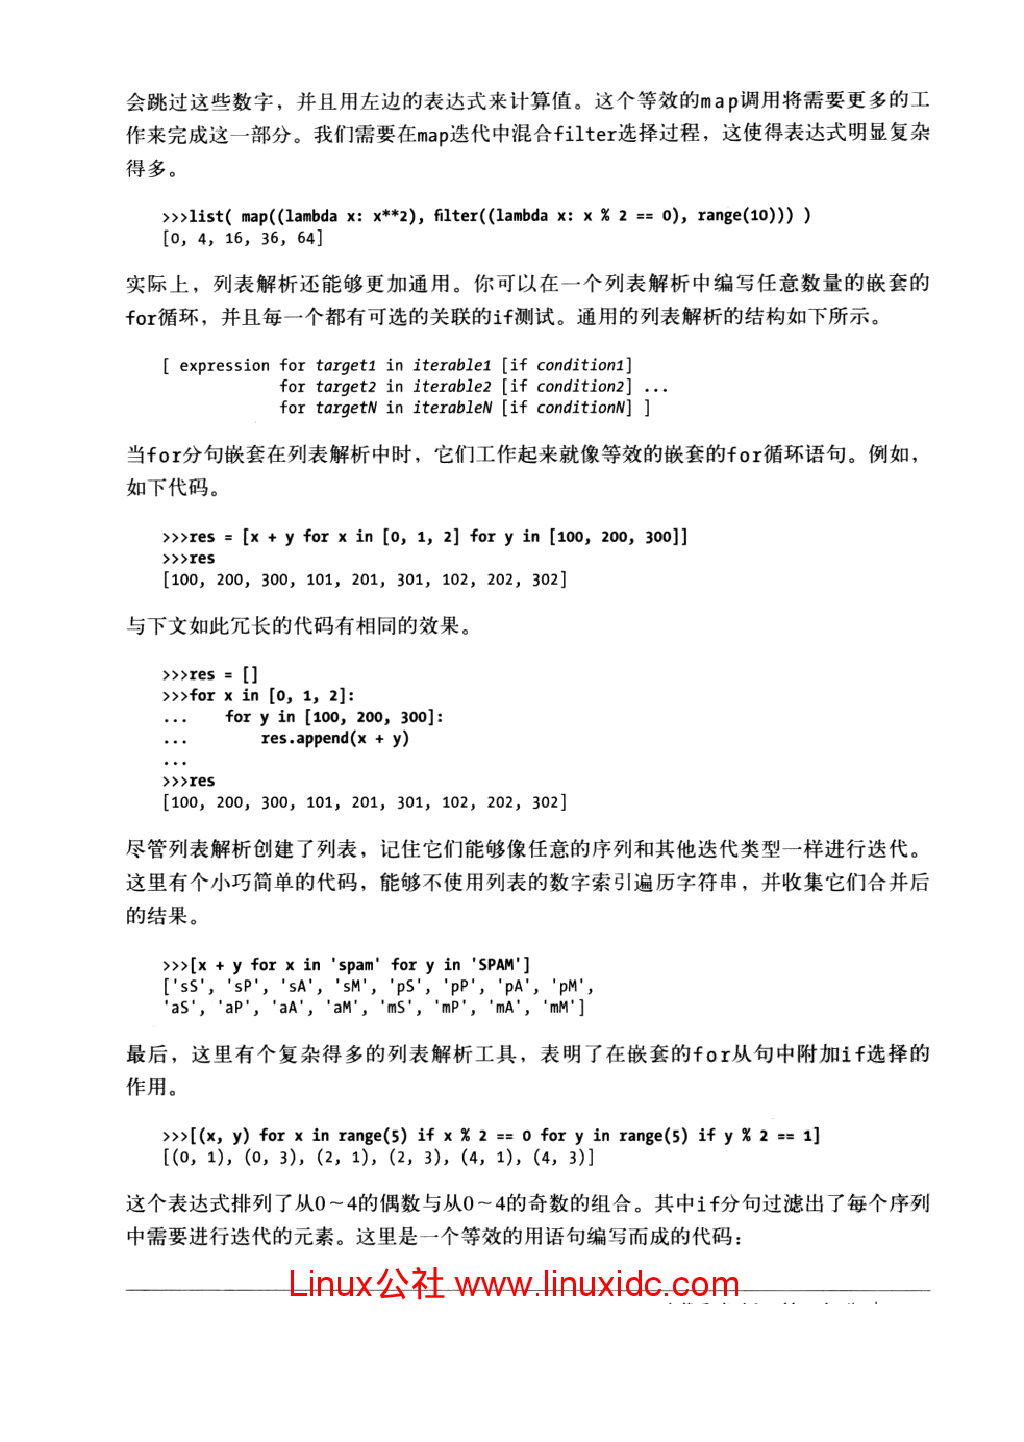 会跳过这些数字，并且用左边的表达式来计算值。这个等效的map调用将需要更多的工
作来完成这一部分。我们需要在map迭代中混合filter选择过程，这使得表达式明显复杂
得多。
>>>list( map((lambda x: x**2), filter((lambda x: x % 2 == 0), range(10))) )
[0, 4, 16, 36, 64]
实际上，列表解析还能够更加通用。你可以在一个列表解析中编写任意数量的嵌套的
for循环，并且每一个都有可选的关联的if测试。通用的列表解析的结构如下所示。
[ expression for target1 in iterable1 [if condition1]
for target2 in iterable2 [if condition2] ...
for targetN in iterableN [if conditionN] ]
当for分句嵌套在列表解析中时，它们工作起来就像等效的嵌套的for循环语句。例如，
如下代码。
>>>res = [x + y for x in [0, 1, 2] for y in [100, 200, 300]]
>>>res
[100, 200, 300, 101, 201, 301, 102, 202, 302]
与下文如此冗长的代码有相同的效果。
>>>res = []
>>>for x in [0, 1, 2]:
...    for y in [100, 200, 300]:
...        res.append(x + y)
...
>>>res
[100, 200, 300, 101, 201, 301, 102, 202, 302]
尽管列表解析创建了列表，记住它们能够像任意的序列和其他迭代类型一样进行迭代。
这里有个小巧简单的代码，能够不使用列表的数字索引遍历字符串，并收集它们合并后
的结果。
>>>[x + y for x in 'spam' for y in 'SPAM']
['sS', 'sP', 'sA', 'sM', 'pS', 'pP', 'pA', 'pM',
'aS', 'aP', 'aA', 'aM', 'mS', 'mP', 'mA', 'mM']
最后，这里有个复杂得多的列表解析工具，表明了在嵌套的for从句中附加if选择的
作用。
>>>[(x, y) for x in range(5) if x % 2 == 0 for y in range(5) if y % 2 == 1]
[(0, 1), (0, 3), (2, 1), (2, 3), (4, 1), (4, 3)]
这个表达式排列了从0～4的偶数与从0～4的奇数的组合。其中if分句过滤出了每个序列
中需要进行迭代的元素。这里是一个等效的用语句编写而成的代码：
Linux公社 www.linuxidc.com